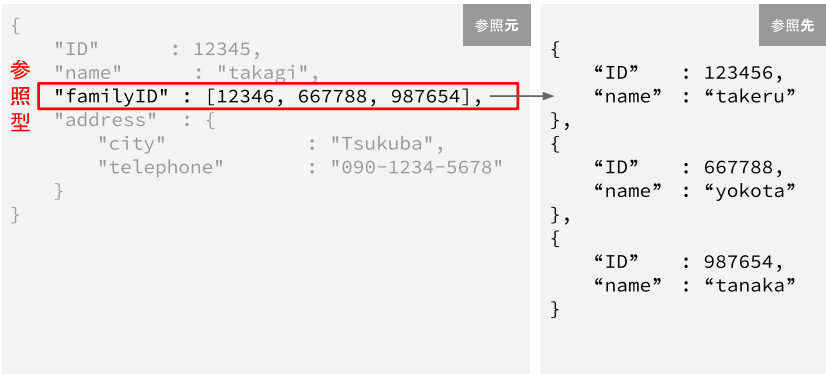 参照元
{
"ID" : 12345,
"name" : "takagi",
"familyID" : [12346, 667788, 987654],
"address" : {
"city" : "Tsukuba",
"telephone" : "090-1234-5678"
}
}
参照型
参照先
{
“ID” : 123456,
“name” : “takeru”
},
{
“ID” : 667788,
“name” : “yokota”
},
{
“ID” : 987654,
“name” : “tanaka”
}